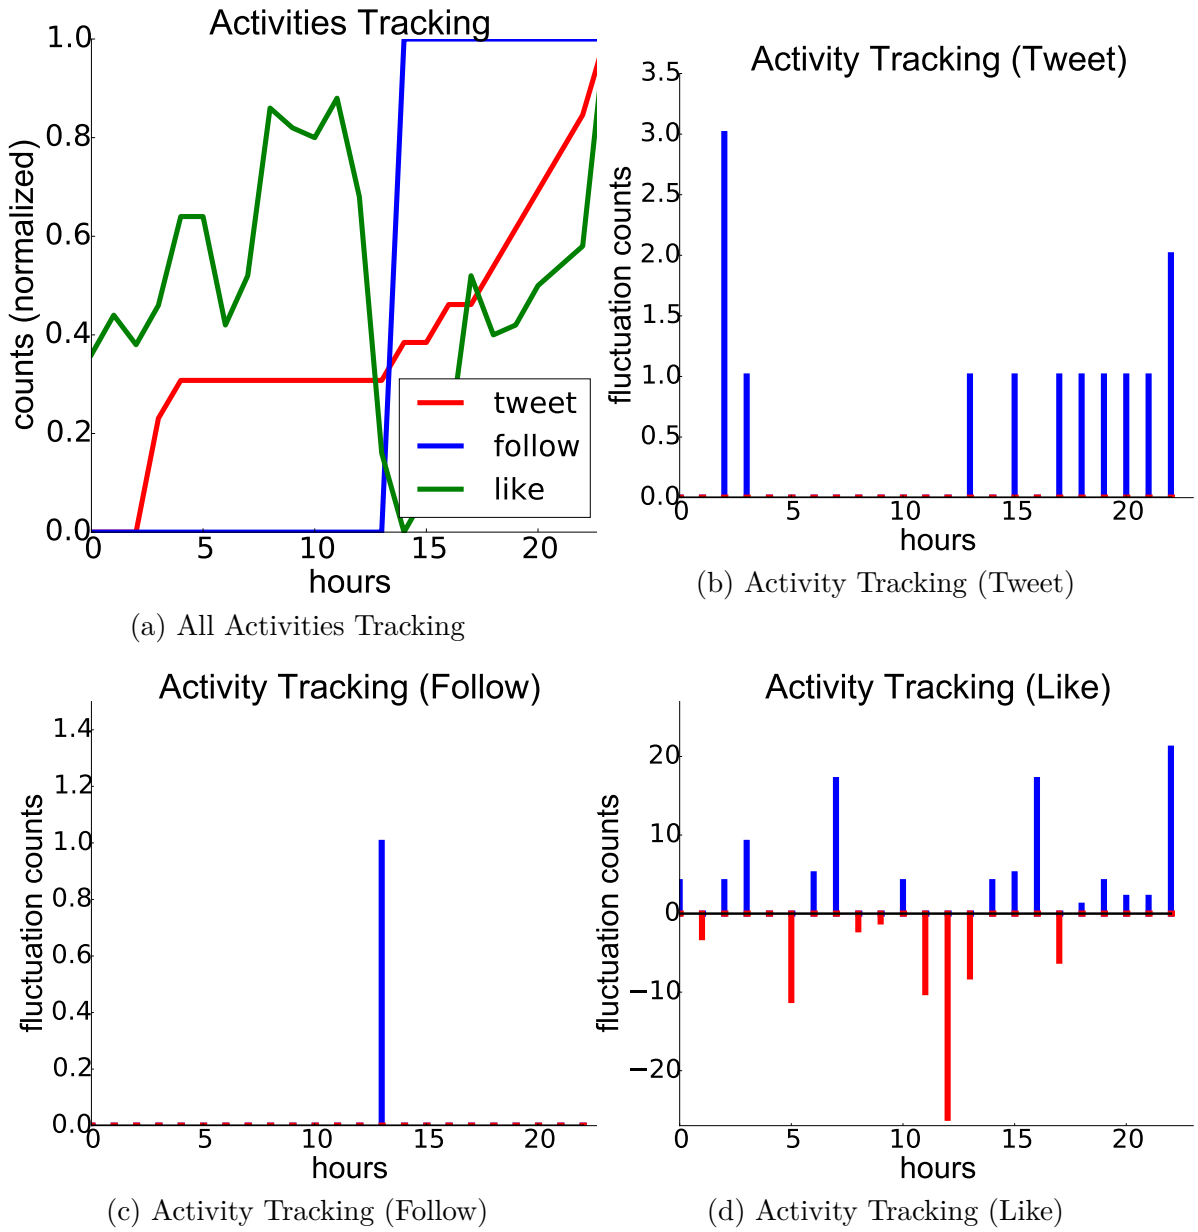 Activities Tracking
counts (normalized)
1.0
0.8
0.6
0.4
0.2
0.0
tweet
follow
like
0 5 10 15 20
hours
(a) All Activities Tracking
Activity Tracking (Tweet)
fluctuation counts
3.5
3.0
2.5
2.0
1.5
1.0
0.5
0.0
0 5 10 15 20
hours
(b) Activity Tracking (Tweet)
Activity Tracking (Follow)
fluctuation counts
1.4
1.2
1.0
0.8
0.6
0.4
0.2
0.0
0 5 10 15 20
hours
(c) Activity Tracking (Follow)
Activity Tracking (Like)
fluctuation counts
20
10
0
−10
−20
0 5 10 15 20
hours
(d) Activity Tracking (Like)